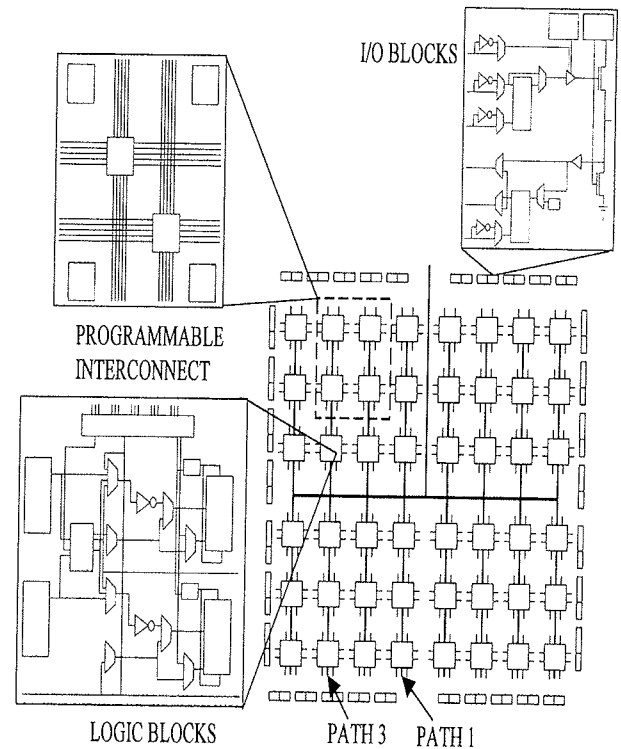 I/O BLOCKS
PROGRAMMABLE
INTERCONNECT
LOGIC BLOCKS
PATH 3
PATH 1